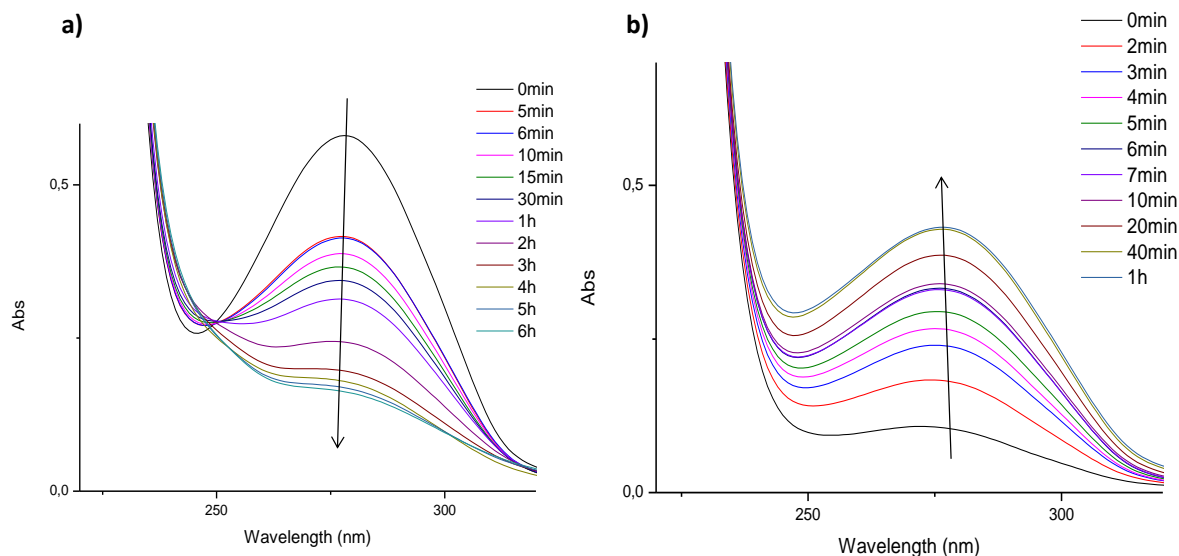 a)
0min
5min
6min
10min
15min
30min
1h
2h
3h
4h
5h
6h
0,5
0,0
Abs
250
300
Wavelength (nm)
b)
0min
2min
3min
4min
5min
6min
7min
10min
20min
40min
1h
0,5
0,0
Abs
250
300
Wavelength (nm)